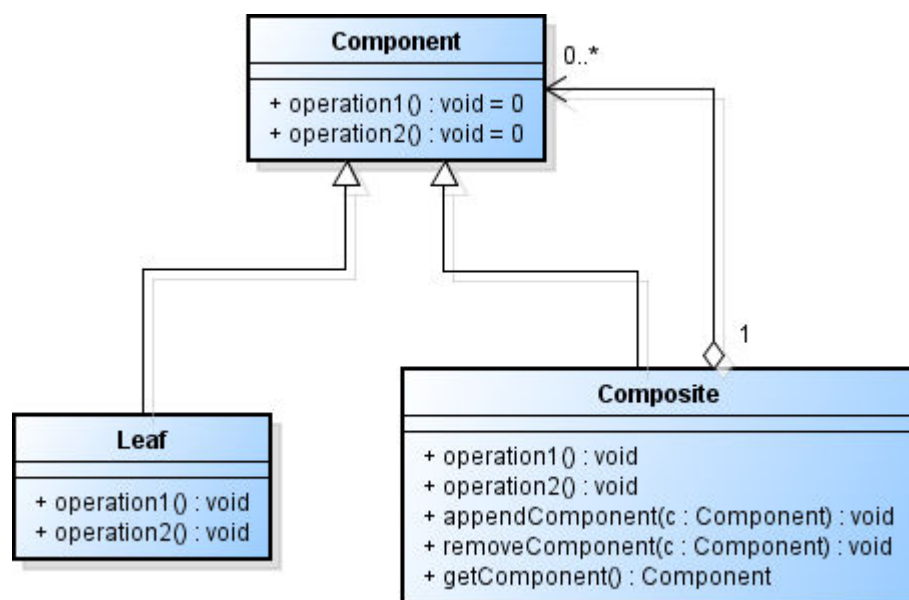 Component
+ operation1() : void = 0
+ operation2() : void = 0
0..*
1
Leaf
+ operation1() : void
+ operation2() : void
Composite
+ operation1() : void
+ operation2() : void
+ appendComponent(c : Component) : void
+ removeComponent(c : Component) : void
+ getComponent() : Component